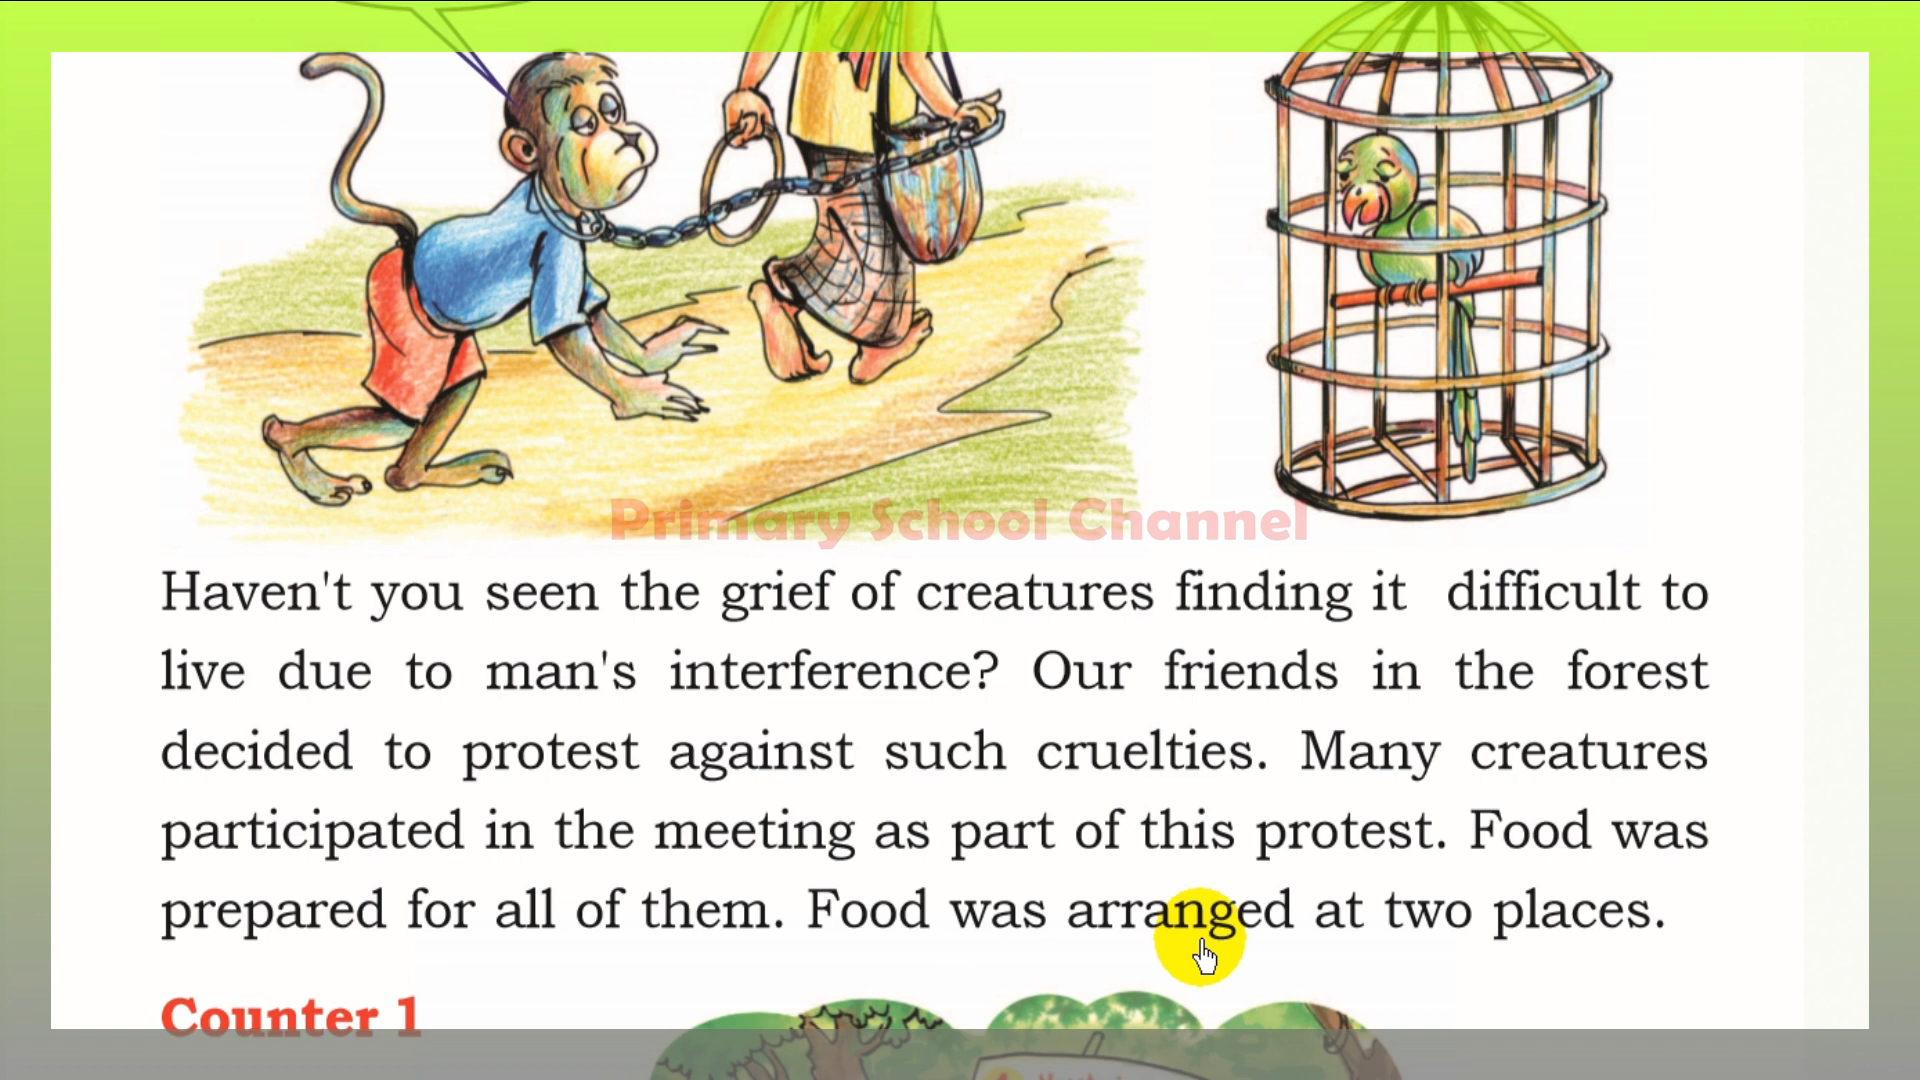 Primary School Channel
Haven't you seen the grief of creatures finding it difficult to
live due to man's interference? Our friends in the forest
decided to protest against such cruelties. Many creatures
participated in the meeting as part of this protest. Food was
prepared for all of them. Food was arranged at two places.
Counter 1